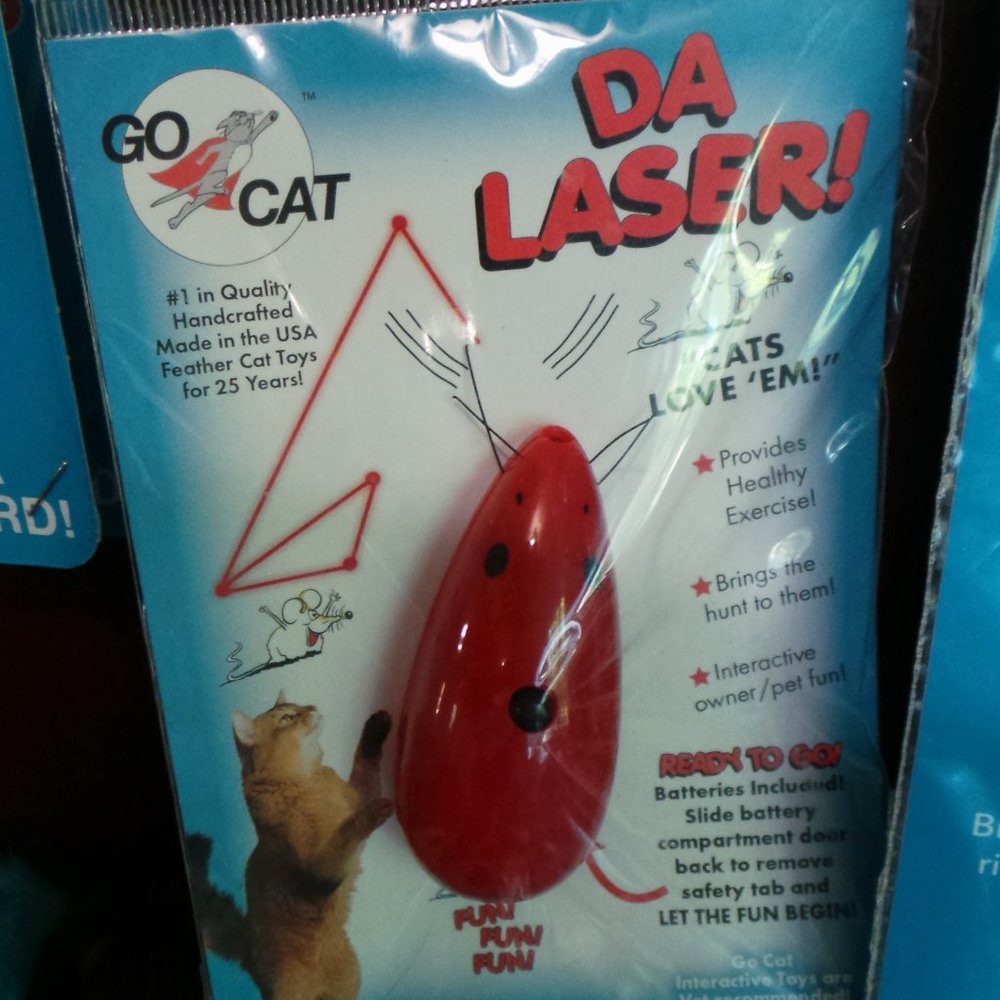 GO
CAT
™
DA
LASER!
#1 in Quality
Handcrafted
Made in the USA
Feather Cat Toys
for 25 Years!
"CATS
LOVE 'EM!"
Provides
Healthy
Exercise!
Brings the
hunt to them!
Interactive
owner/pet fun!
READY TO GO!
Batteries Included!
Slide battery
compartment door
back to remove
safety tab and
LET THE FUN BEGIN!
FUN!
FUN!
FUN!
Go Cat
Interactive Toys are
Vet recommended!
RD!